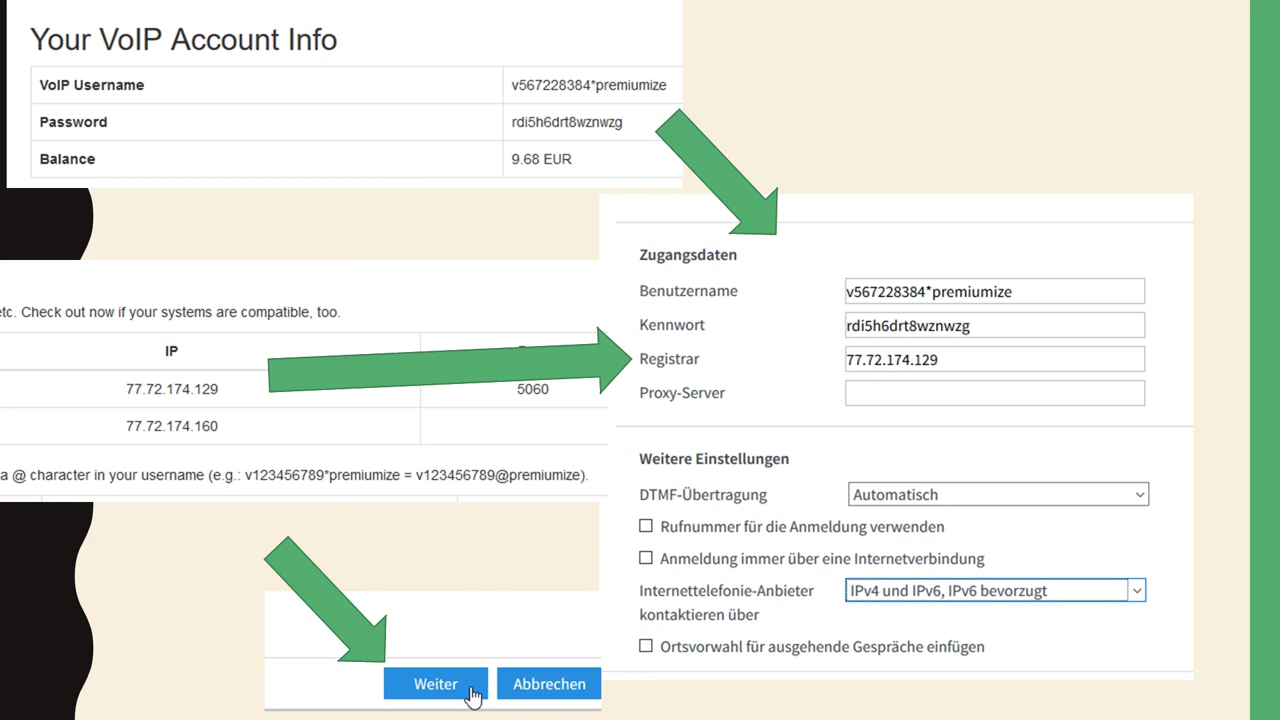 Your VoIP Account Info
VoIP Username v567228384*premiumize
Password rdi5h6drt8wznwzg
Balance 9.68 EUR
etc. Check out now if your systems are compatible, too.
IP
77.72.174.129 5060
77.72.174.160
a @ character in your username (e.g.: v123456789*premiumize = v123456789@premiumize).
Zugangsdaten
Benutzername v567228384*premiumize
Kennwort rdi5h6drt8wznwzg
Registrar 77.72.174.129
Proxy-Server
Weitere Einstellungen
DTMF-Übertragung Automatisch
Rufnummer für die Anmeldung verwenden
Anmeldung immer über eine Internetverbindung
Internettelefonie-Anbieter IPv4 und IPv6, IPv6 bevorzugt
kontaktieren über
Ortsvorwahl für ausgehende Gespräche einfügen
Weiter Abbrechen